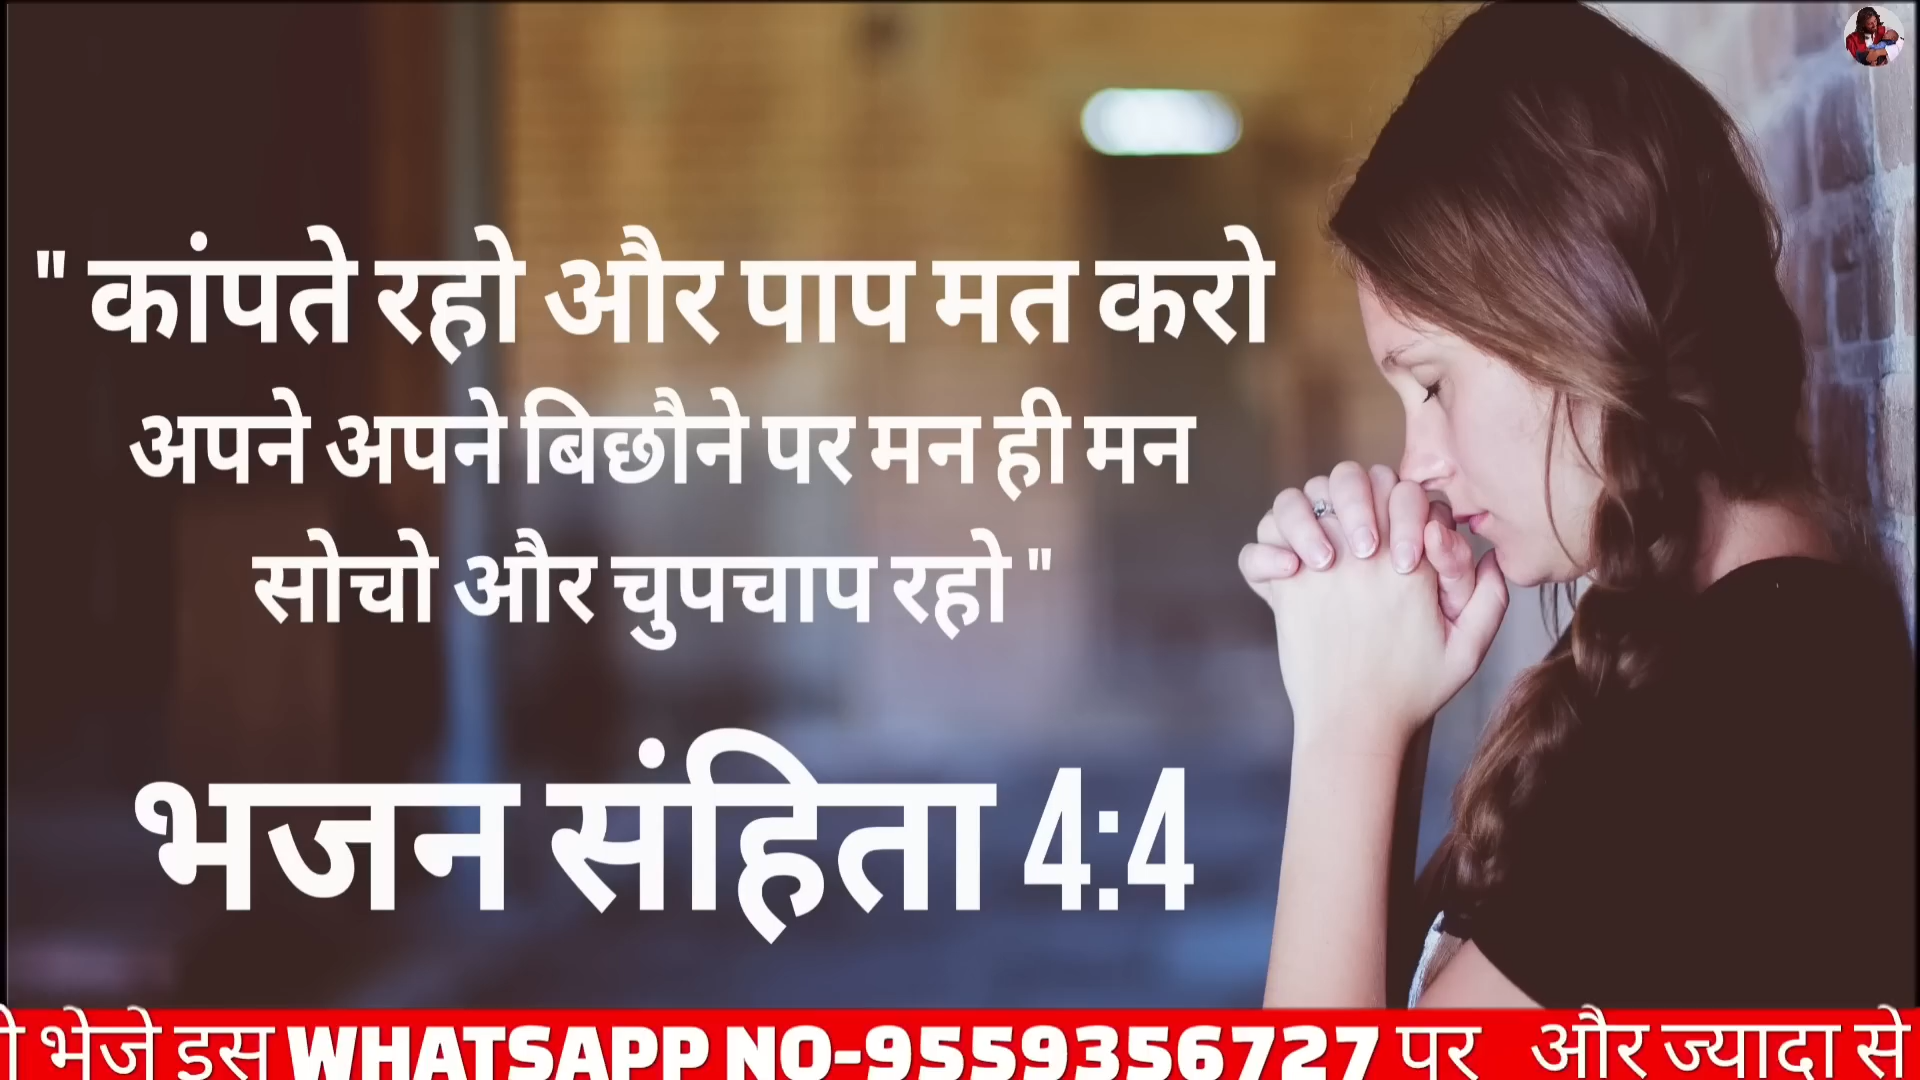 " कांपते रहो और पाप मत करो
अपने अपने बिछौने पर मन ही मन
सोचो और चुपचाप रहो "
भजन संहिता 4:4
भेजे इस WHATSAPP NO-9559356727 पर और ज्यादा से